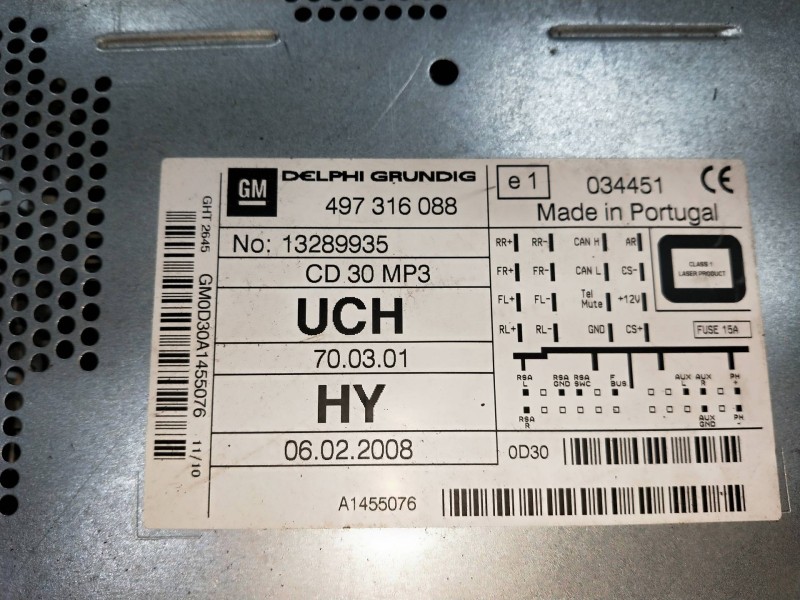 GM DELPHI GRUNDIG
497 316 088
No: 13289935
CD 30 MP3
UCH
70.03.01
HY
06.02.2008
A1455076
e1 034451 CE
Made in Portugal
RR+ RR- CAN H AR
FR+ FR- CAN L CS-
FL+ FL- Tel Mute +12V
RL+ RL- GND CS+
CLASS 1
LASER PRODUCT
FUSE 15A
RSA L RSA GND RSA SWC F BUS AUX L AUX R PH +
RSA R AUX GND PH -
0D30
GHT 2645
GM0D30A1455076
11/10